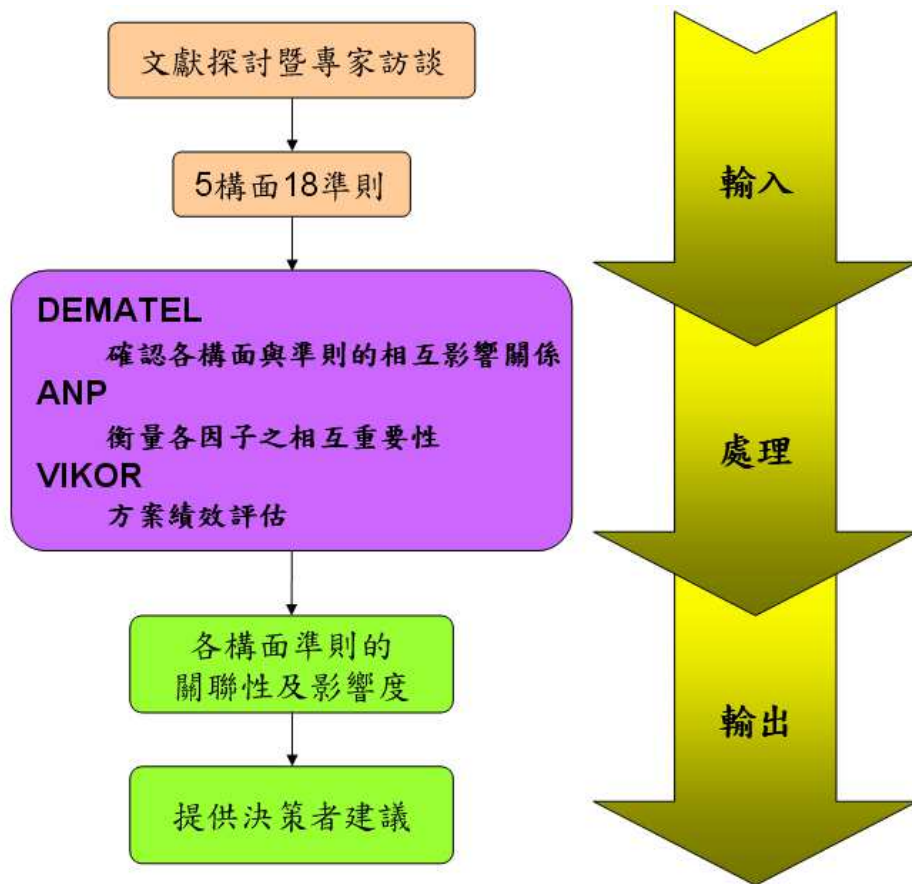 文獻探討暨專家訪談
5構面18準則
DEMATEL
確認各構面與準則的相互影響關係
ANP
衡量各因子之相互重要性
VIKOR
方案績效評估
各構面準則的
關聯性及影響度
提供決策者建議
輸入
處理
輸出